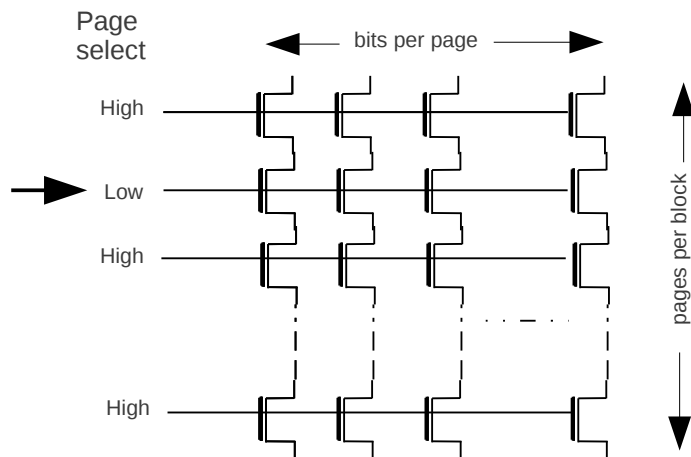 Page
select
bits per page
High
Low
High
High
pages per block